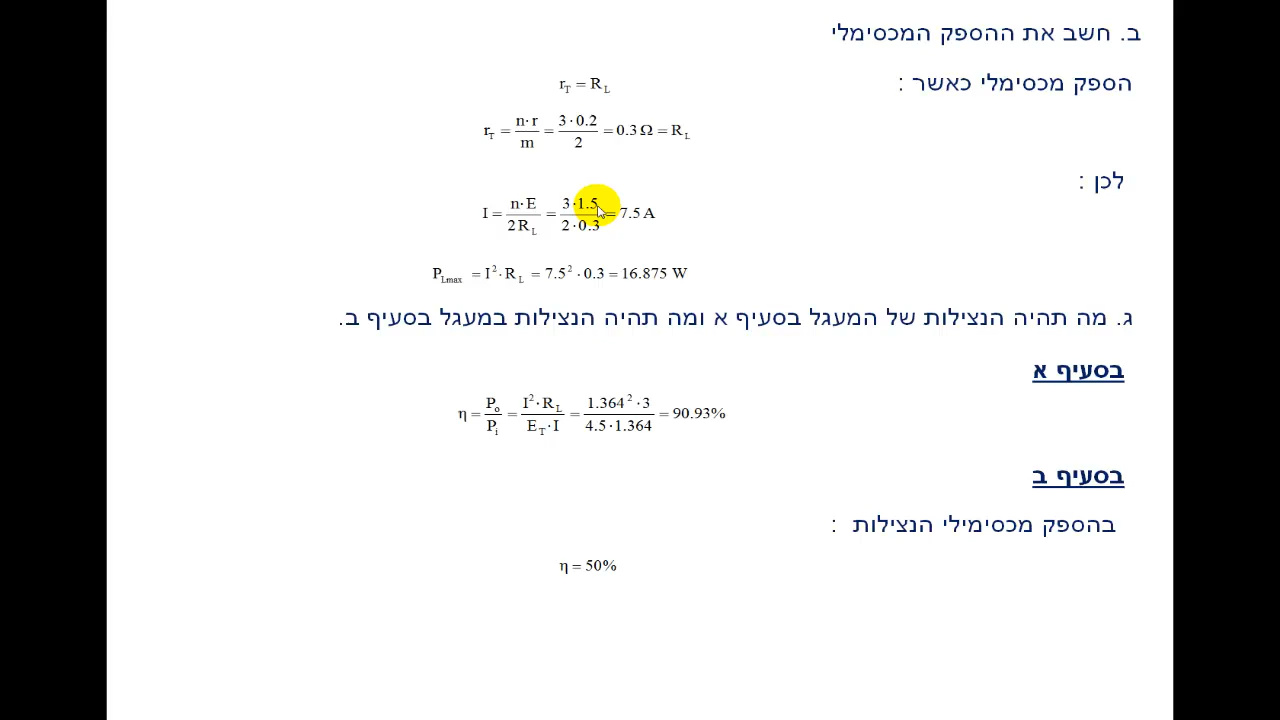 ב. חשב את ההספק המכסימלי
הספק מכסימלי כאשר :
r_T = R_L
r_T = n·r / m = 3·0.2 / 2 = 0.3 Ω = R_L
לכן :
I = n·E / 2R_L = 3·1.5 / 2·0.3 = 7.5 A
P_Lmax = I²·R_L = 7.5²·0.3 = 16.875 W
ג. מה תהיה הנצילות של המעגל בסעיף א ומה תהיה הנצילות במעגל בסעיף ב.
בסעיף א
η = P_o / P_i = I²·R_L / E_T·I = 1.364²·3 / 4.5·1.364 = 90.93%
בסעיף ב
בהספק מכסימילי הנצילות :
η = 50%